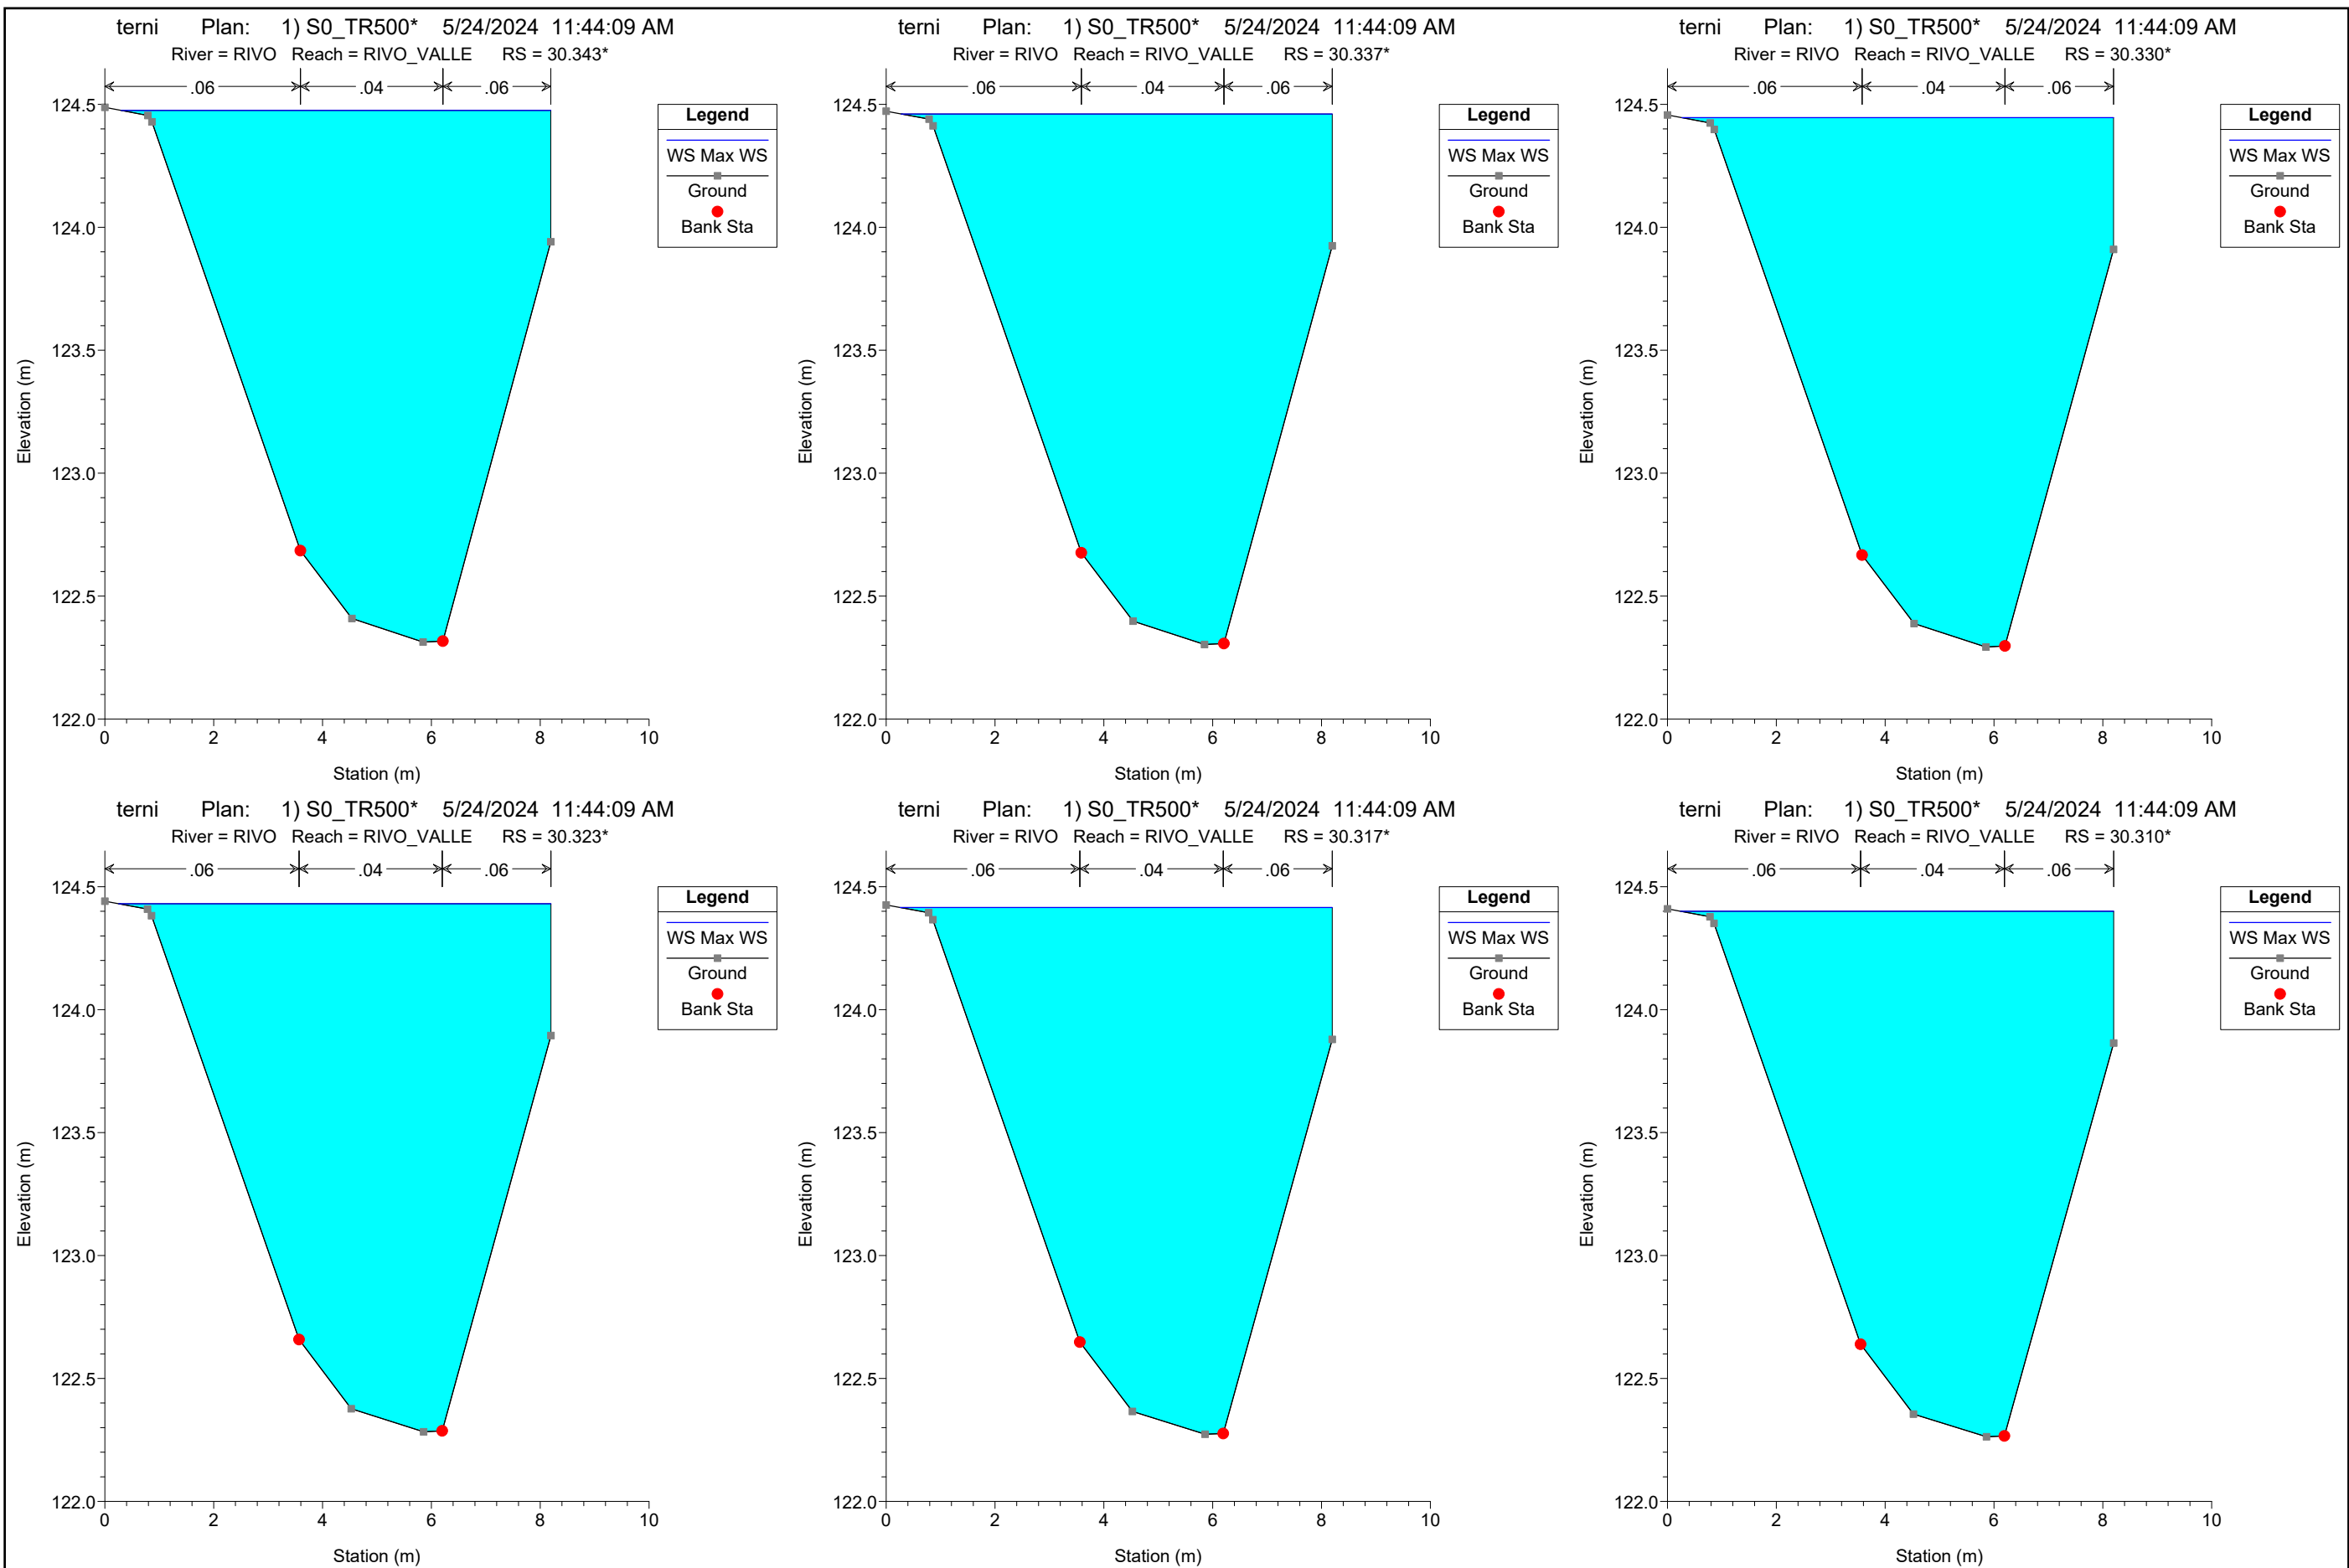 terni Plan: 1) S0_TR500* 5/24/2024 11:44:09 AM
River = RIVO Reach = RIVO_VALLE RS = 30.343*
.06 .04 .06
124.5
124.0
123.5
123.0
122.5
122.0
0 2 4 6 8 10
Station (m)
Elevation (m)
Legend
WS Max WS
Ground
Bank Sta
terni Plan: 1) S0_TR500* 5/24/2024 11:44:09 AM
River = RIVO Reach = RIVO_VALLE RS = 30.337*
.06 .04 .06
124.5
124.0
123.5
123.0
122.5
122.0
0 2 4 6 8 10
Station (m)
Elevation (m)
Legend
WS Max WS
Ground
Bank Sta
terni Plan: 1) S0_TR500* 5/24/2024 11:44:09 AM
River = RIVO Reach = RIVO_VALLE RS = 30.330*
.06 .04 .06
124.5
124.0
123.5
123.0
122.5
122.0
0 2 4 6 8 10
Station (m)
Elevation (m)
Legend
WS Max WS
Ground
Bank Sta
terni Plan: 1) S0_TR500* 5/24/2024 11:44:09 AM
River = RIVO Reach = RIVO_VALLE RS = 30.323*
.06 .04 .06
124.5
124.0
123.5
123.0
122.5
122.0
0 2 4 6 8 10
Station (m)
Elevation (m)
Legend
WS Max WS
Ground
Bank Sta
terni Plan: 1) S0_TR500* 5/24/2024 11:44:09 AM
River = RIVO Reach = RIVO_VALLE RS = 30.317*
.06 .04 .06
124.5
124.0
123.5
123.0
122.5
122.0
0 2 4 6 8 10
Station (m)
Elevation (m)
Legend
WS Max WS
Ground
Bank Sta
terni Plan: 1) S0_TR500* 5/24/2024 11:44:09 AM
River = RIVO Reach = RIVO_VALLE RS = 30.310*
.06 .04 .06
124.5
124.0
123.5
123.0
122.5
122.0
0 2 4 6 8 10
Station (m)
Elevation (m)
Legend
WS Max WS
Ground
Bank Sta